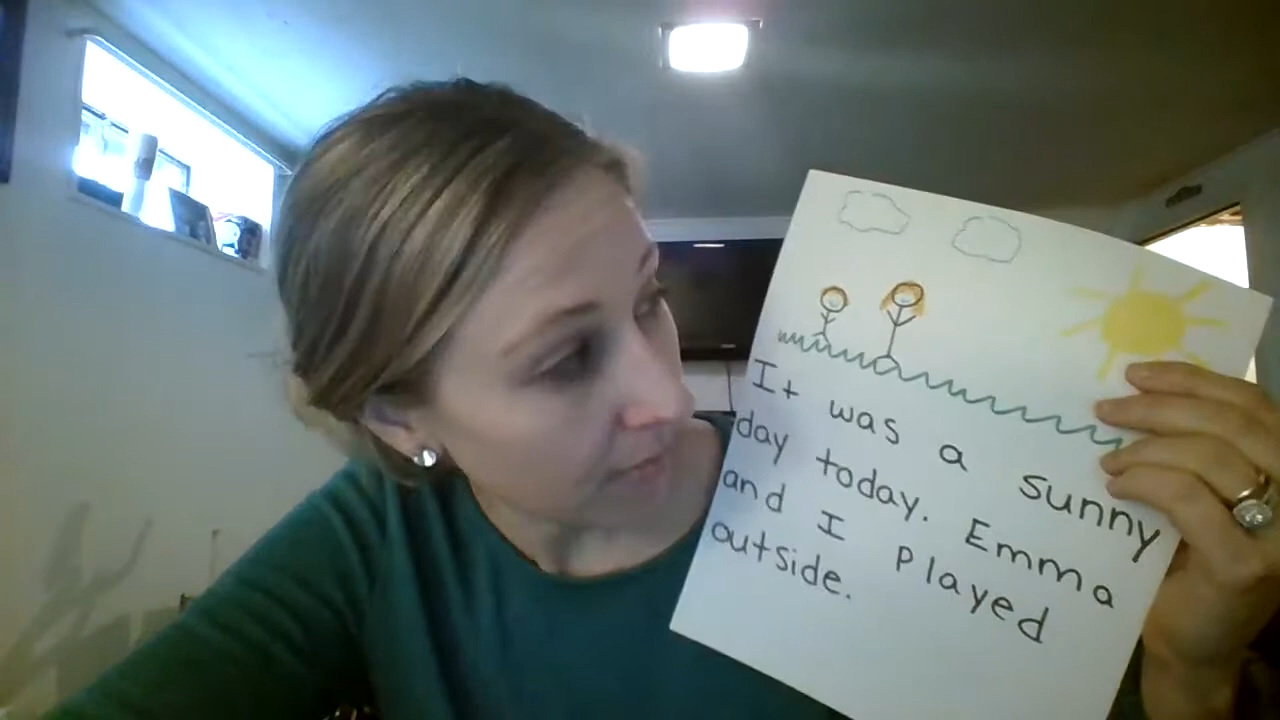 It was a sunny
day today. Emma
and I played
outside.